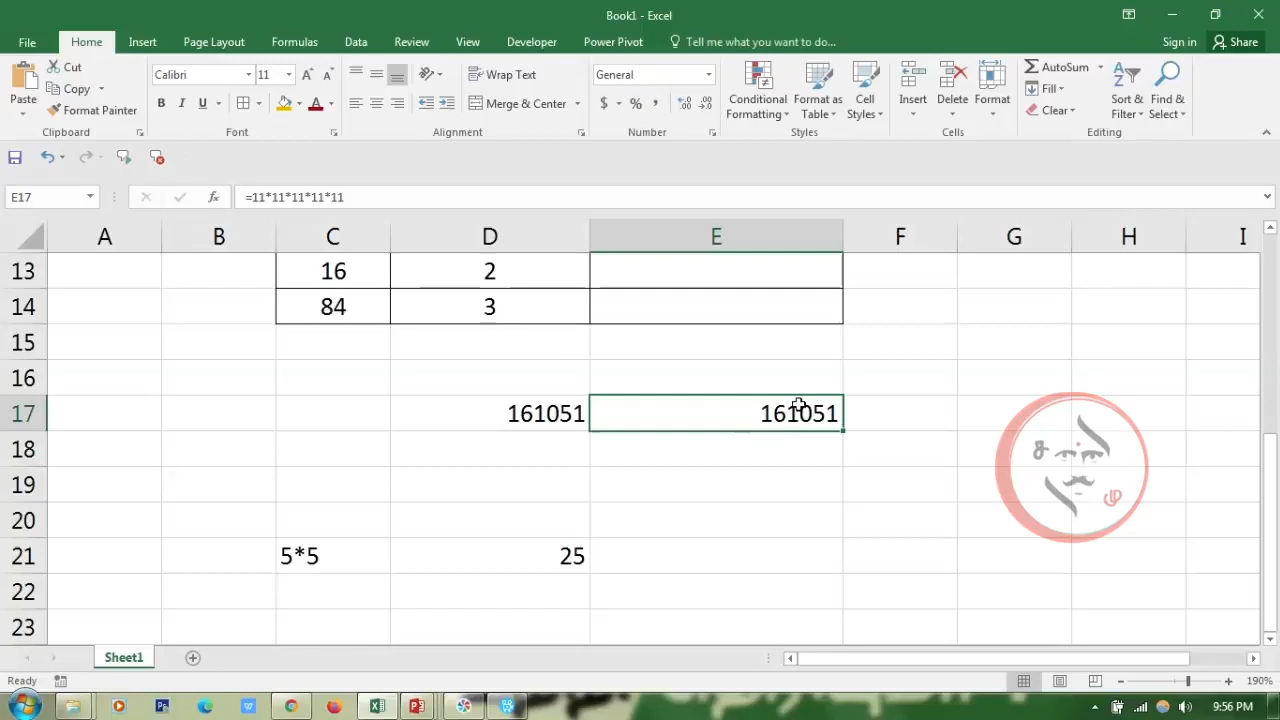 Book1 - Excel
File Home Insert Page Layout Formulas Data Review View Developer Power Pivot Tell me what you want to do... Sign in Share
Paste
Cut
Copy
Format Painter
Clipboard
Calibri 11
B I U
Font
Wrap Text
Merge & Center
Alignment
General
$ % ,
Number
Conditional Formatting
Format as Table
Cell Styles
Styles
Insert Delete Format
Cells
AutoSum
Fill
Clear
Sort & Filter
Find & Select
Editing
E17 fx =11*11*11*11*11
A B C D E F G H I
13 16 2
14 84 3
15
16
17 161051 161051
18
19
20
21 5*5 25
22
23
Sheet1
Ready 190%
9:56 PM